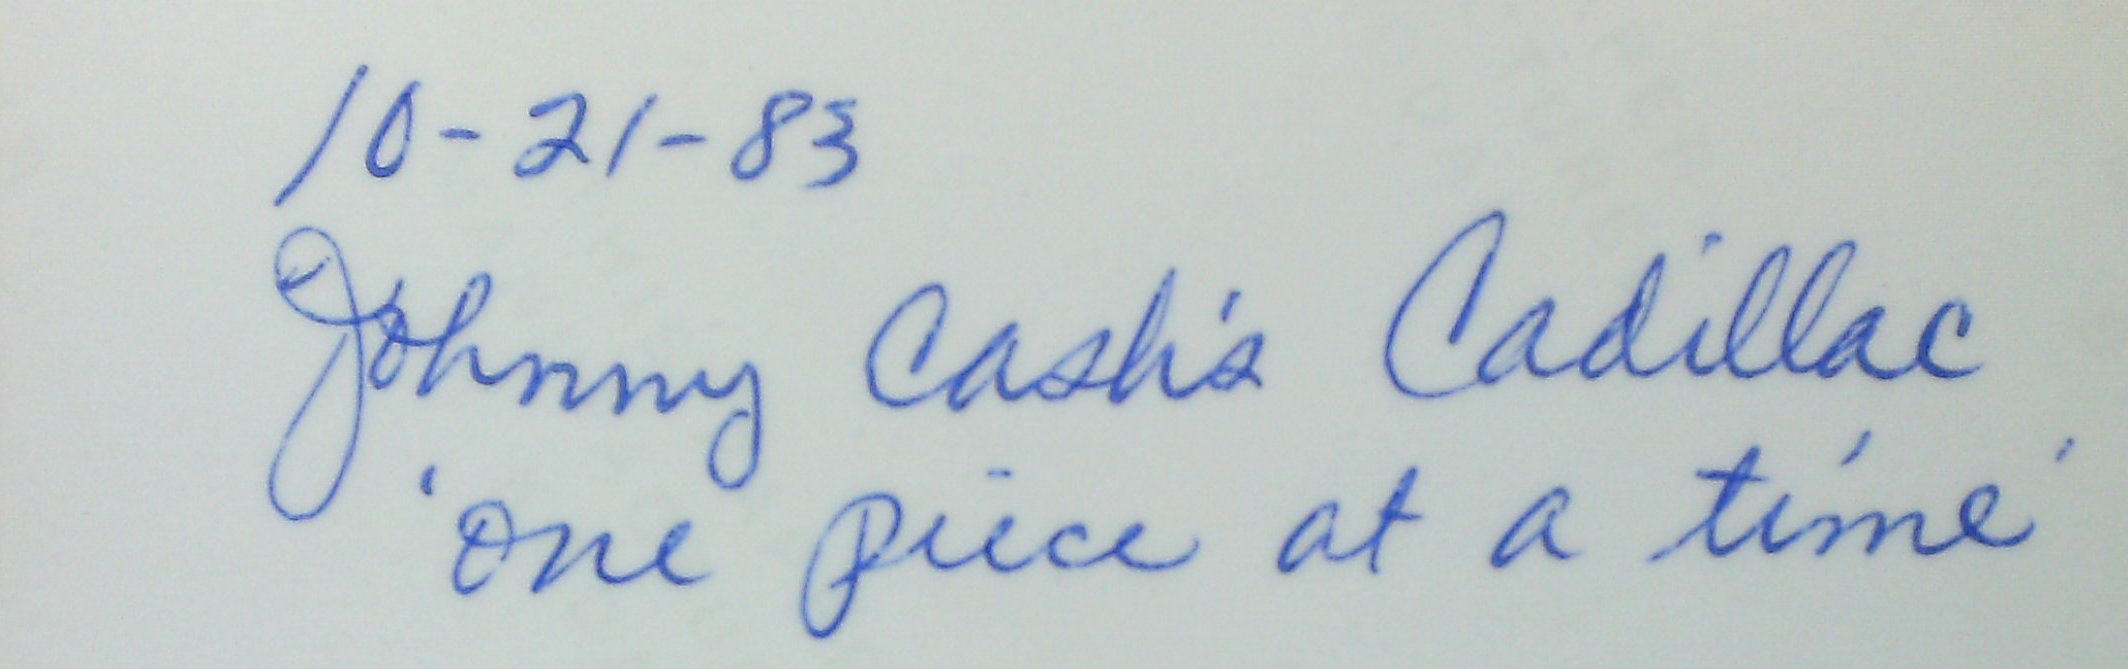 10-21-83
Johnny Cash's Cadillac
'one piece at a time'